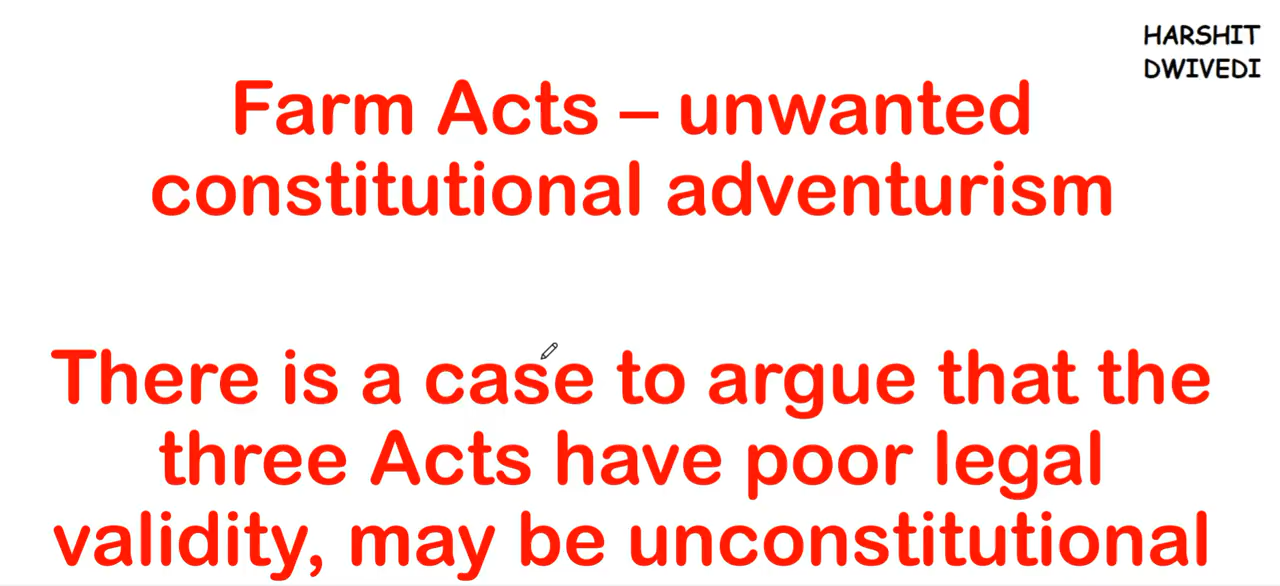 HARSHIT
DWIVEDI
Farm Acts – unwanted
constitutional adventurism
There is a case to argue that the
three Acts have poor legal
validity, may be unconstitutional